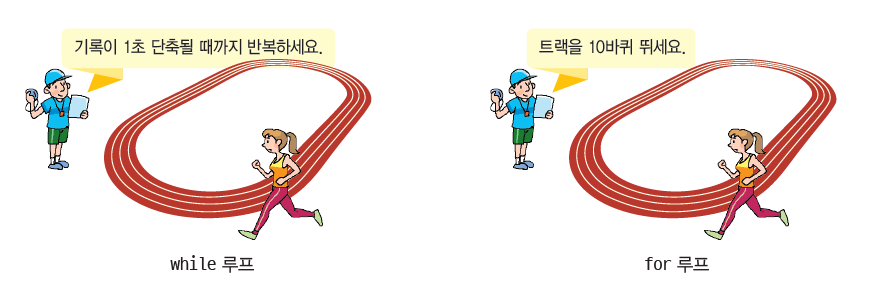 기록이 1초 단축될 때까지 반복하세요.
트랙을 10바퀴 뛰세요.
while 루프
for 루프